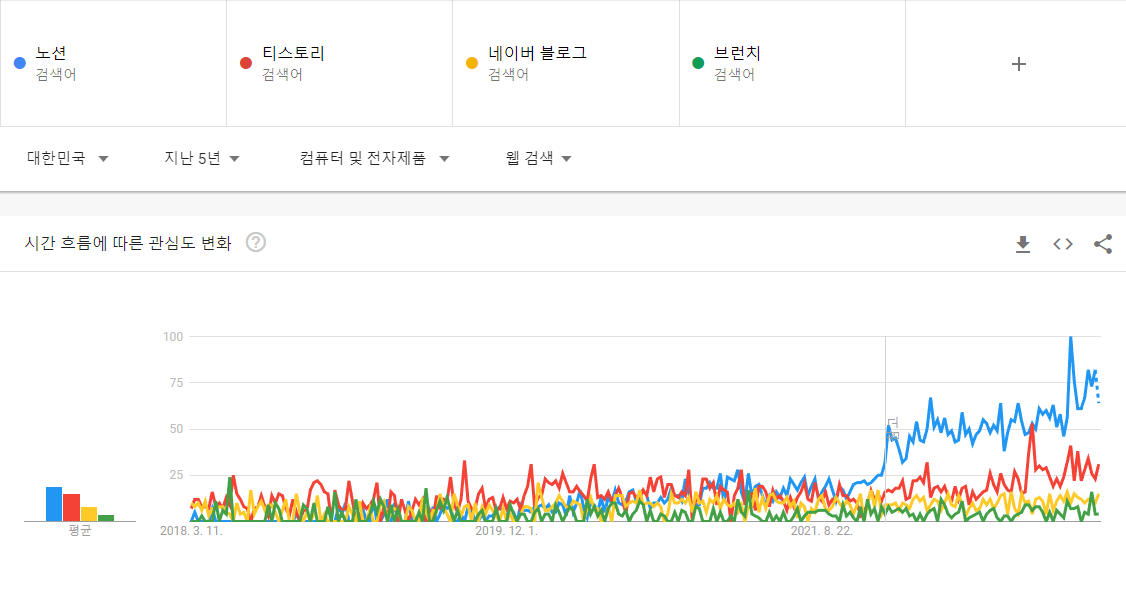 노션
검색어
티스토리
검색어
네이버 블로그
검색어
브런치
검색어
대한민국
지난 5년
컴퓨터 및 전자제품
웹 검색
시간 흐름에 따른 관심도 변화
100
75
50
25
평균
2018. 3. 11.
2019. 12. 1.
2021. 8. 22.